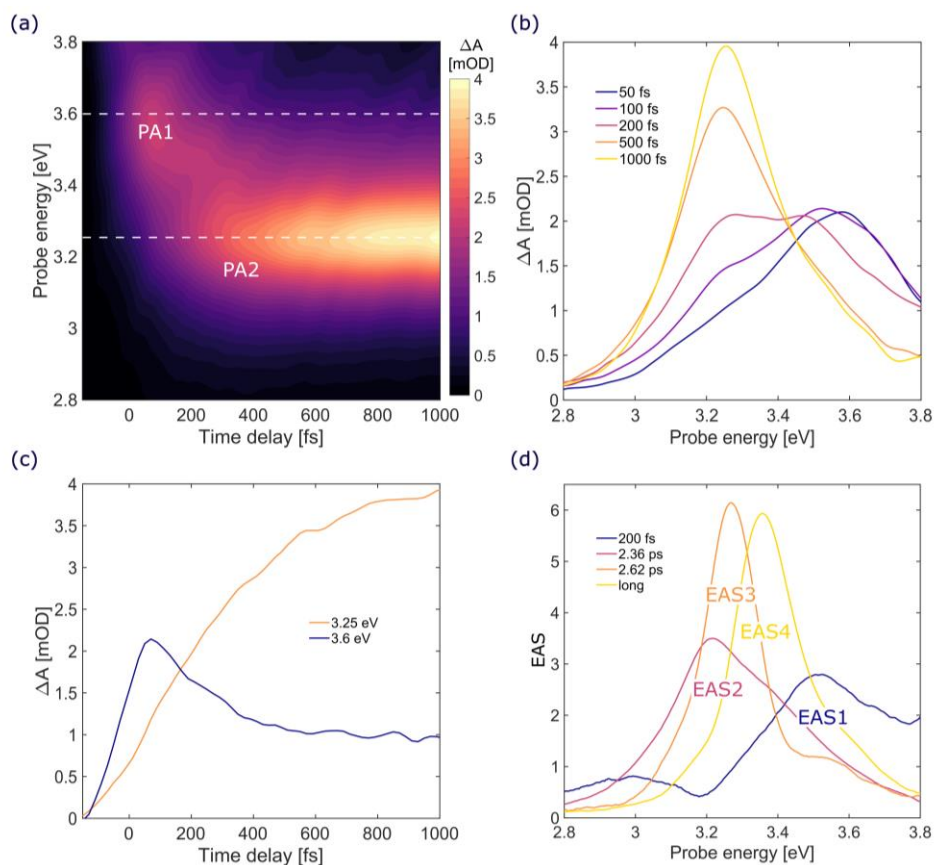 (a)
3.8
3.6
3.4
3.2
3
2.8
Probe energy [eV]
PA1
PA2
0
200
400
600
800
1000
Time delay [fs]
ΔA
[mOD]
4
3.5
3
2.5
2
1.5
1
0.5
0
(b)
4
3.5
3
2.5
2
1.5
1
0.5
0
ΔA [mOD]
50 fs
100 fs
200 fs
500 fs
1000 fs
2.8
3
3.2
3.4
3.6
3.8
Probe energy [eV]
(c)
4
3.5
3
2.5
2
1.5
1
0.5
0
ΔA [mOD]
3.25 eV
3.6 eV
0
200
400
600
800
1000
Time delay [fs]
(d)
6
5
4
3
2
1
0
EAS
200 fs
2.36 ps
2.62 ps
long
EAS3
EAS4
EAS2
EAS1
2.8
3
3.2
3.4
3.6
3.8
Probe energy [eV]